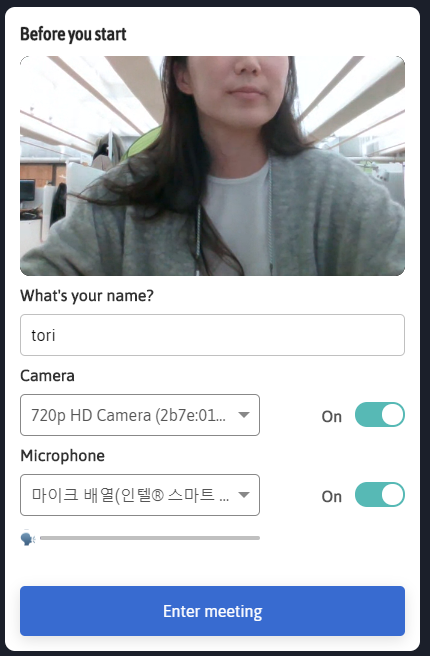 Before you start
What's your name?
tori
Camera
720p HD Camera (2b7e:01...
On
Microphone
마이크 배열(인텔® 스마트 ...
On
Enter meeting